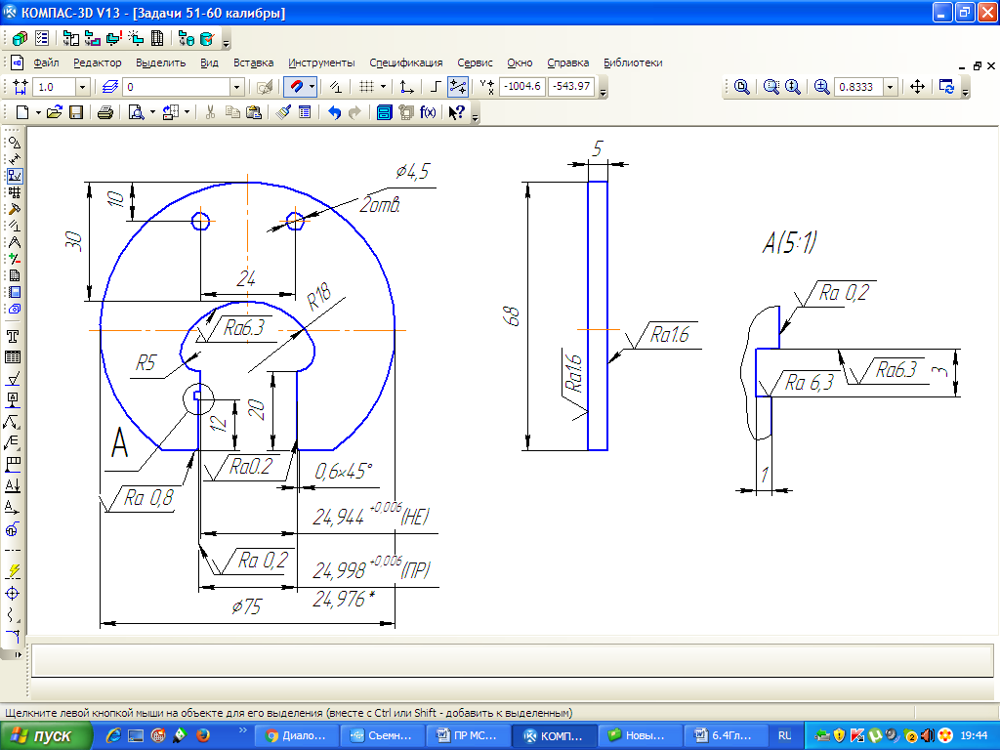 КОМПАС-3D V13 - [Задачи 51-60 калибры]
Файл Редактор Выделить Вид Вставка Инструменты Спецификация Сервис Окно Справка Библиотеки
1.0 0 -1004.6 -543.97 0.8333
5
ϕ4,5
2отв.
10
30
24
R18
Ra6.3
R5
20
12
А
Ra 0,8
Ra0.2
0,6×45°
24,944 +0,006 (НЕ)
Ra 0,2
24,998 +0,006 (ПР)
24,976*
ϕ75
68
Ra1.6
Ra1.6
А(5:1)
Ra 0,2
Ra 6,3
Ra6.3
3
1
Щелкните левой кнопкой мыши на объекте для его выделения (вместе с Ctrl или Shift - добавить к выделенным)
пуск Диало... Съемн... ПР МС... КОМП... Новы... 6.4Гл... RU 19:44